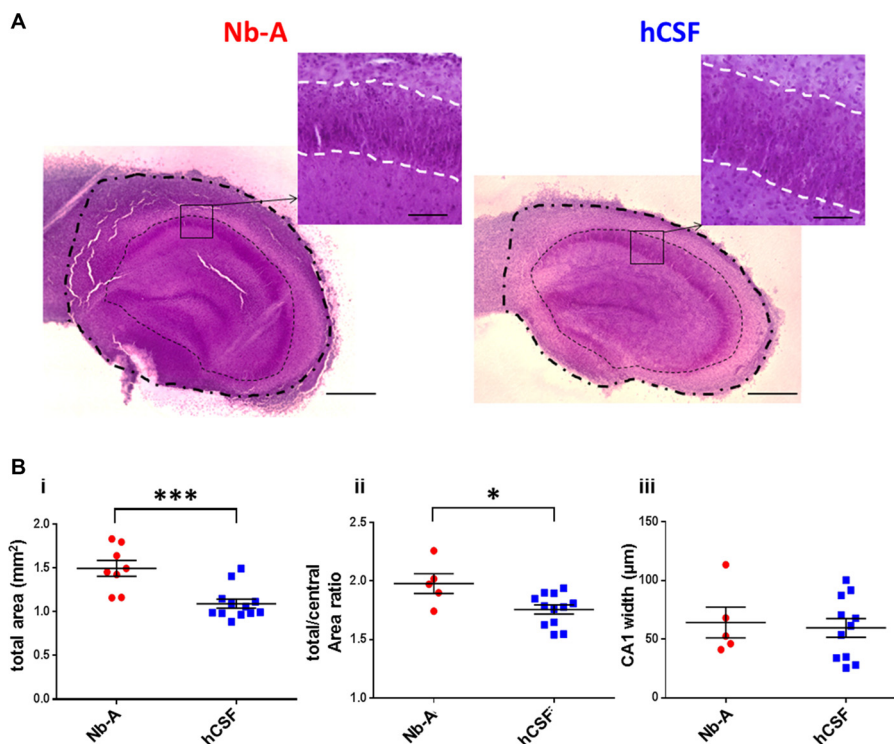 A
Nb-A
hCSF
B
i
ii
iii
***
*
total area (mm²)
2.0
1.5
1.0
0.5
0.0
Nb-A
hCSF
total/central
Area ratio
2.5
2.0
1.5
1.0
Nb-A
hCSF
CA1 width (µm)
150
100
50
0
Nb-A
hCSF